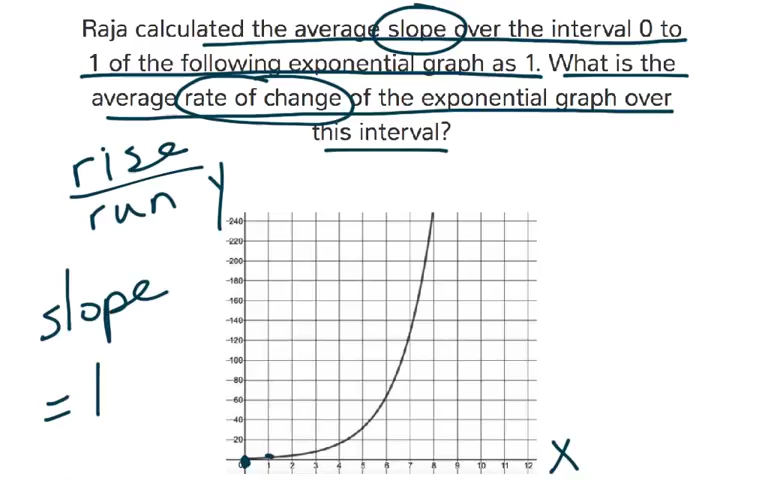 Raja calculated the average slope over the interval 0 to
1 of the following exponential graph as 1. What is the
average rate of change of the exponential graph over
this interval?
rise
run
y
slope
= 1
240
220
200
180
160
140
120
100
80
60
40
20
0 1 2 3 4 5 6 7 8 9 10 11 12
x